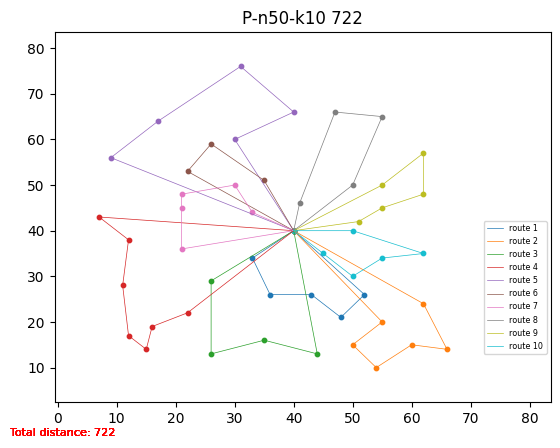 P-n50-k10 722
80
70
60
50
40
30
20
10
0 10 20 30 40 50 60 70 80
route 1
route 2
route 3
route 4
route 5
route 6
route 7
route 8
route 9
route 10
Total distance: 722